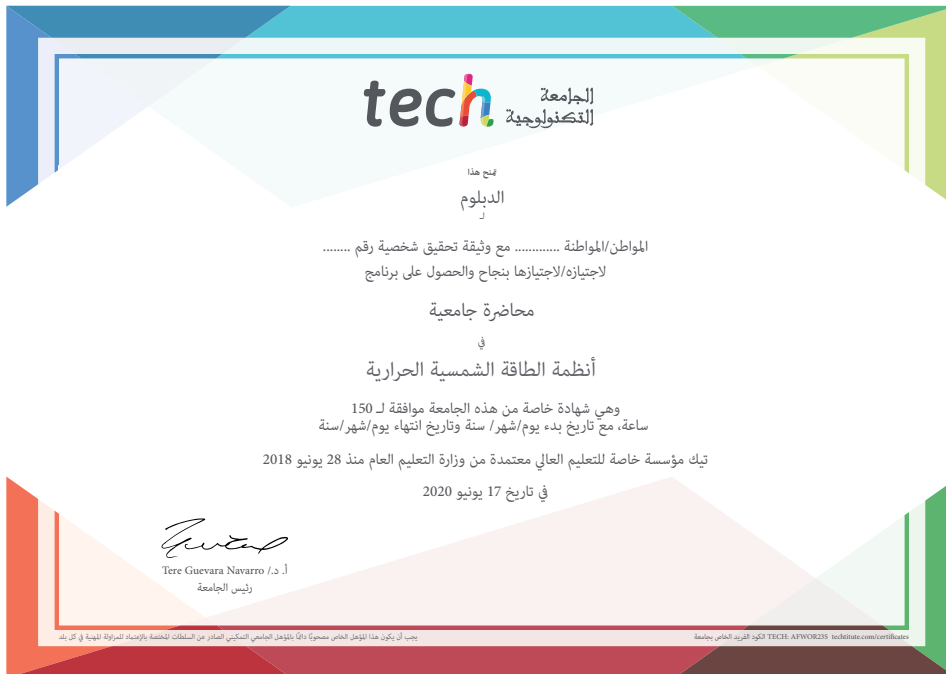 tech
الجامعة
التكنولوجية
يمنح هذا
الدبلوم
لـ
المواطن/المواطنة ............ مع وثيقة تحقيق شخصية رقم ........
لاجتيازه/لاجتيازها بنجاح والحصول على برنامج
محاضرة جامعية
في
أنظمة الطاقة الشمسية الحرارية
وهي شهادة خاصة من هذه الجامعة موافقة لـ 150
ساعة، مع تاريخ بدء يوم/شهر/ سنة وتاريخ انتهاء يوم/شهر/سنة
تيك مؤسسة خاصة للتعليم العالي معتمدة من وزارة التعليم العام منذ 28 يونيو 2018
في تاريخ 17 يونيو 2020
أ. د./ Tere Guevara Navarro
رئيس الجامعة
يجب أن يكون هذا المؤهل الخاص مصحوبًا دائمًا بالمؤهل الجامعي التمكيني الصادر عن السلطات المختصة بالإعتماد للمزاولة المهنية في كل بلد
الكود الفريد الخاص بجامعة TECH: AFWOR23S techtitute.com/certificates